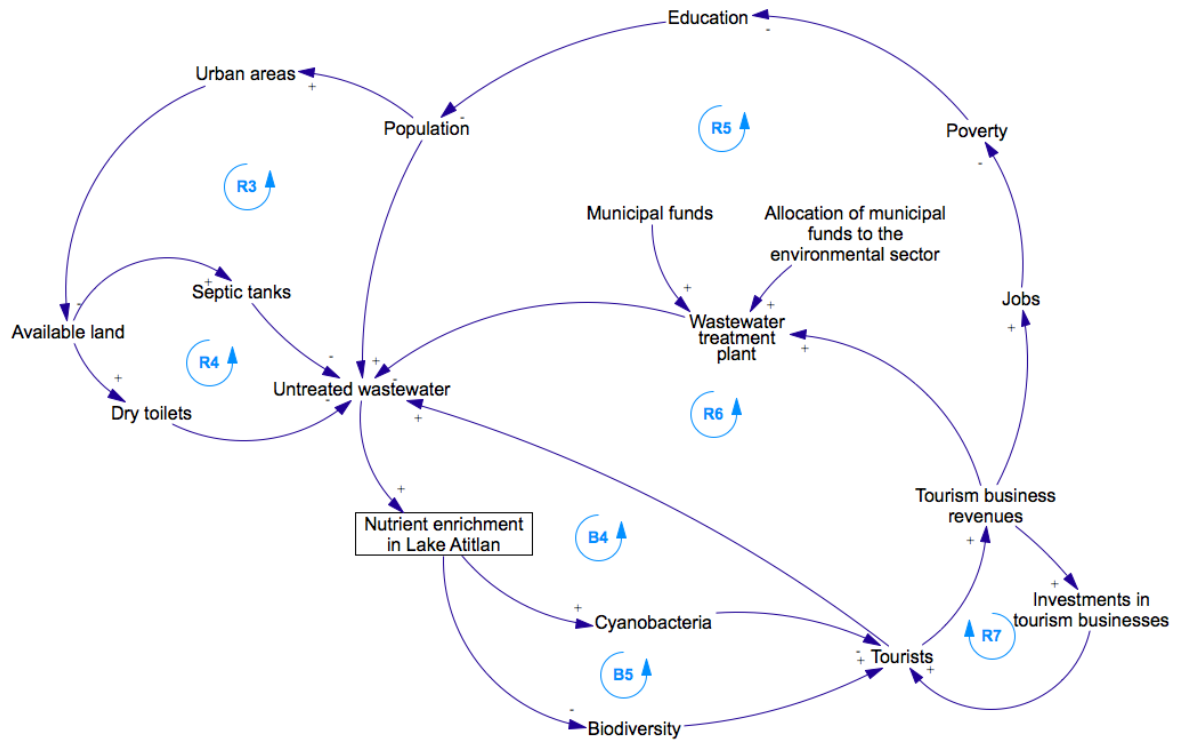 Education
-
Urban areas
+
Population
-
R5
Poverty
-
R3
Municipal funds
Allocation of municipal
funds to the
environmental sector
Septic tanks
+
-
Available land
+
+
Jobs
+
Wastewater
treatment
plant
+
R4
-
+
-
Untreated wastewater
-
+
Dry toilets
+
R6
+
Nutrient enrichment
in Lake Atitlan
B4
Tourism business
revenues
+
+
Investments in
tourism businesses
+
Cyanobacteria
R7
-
+
Tourists
+
B5
-
Biodiversity